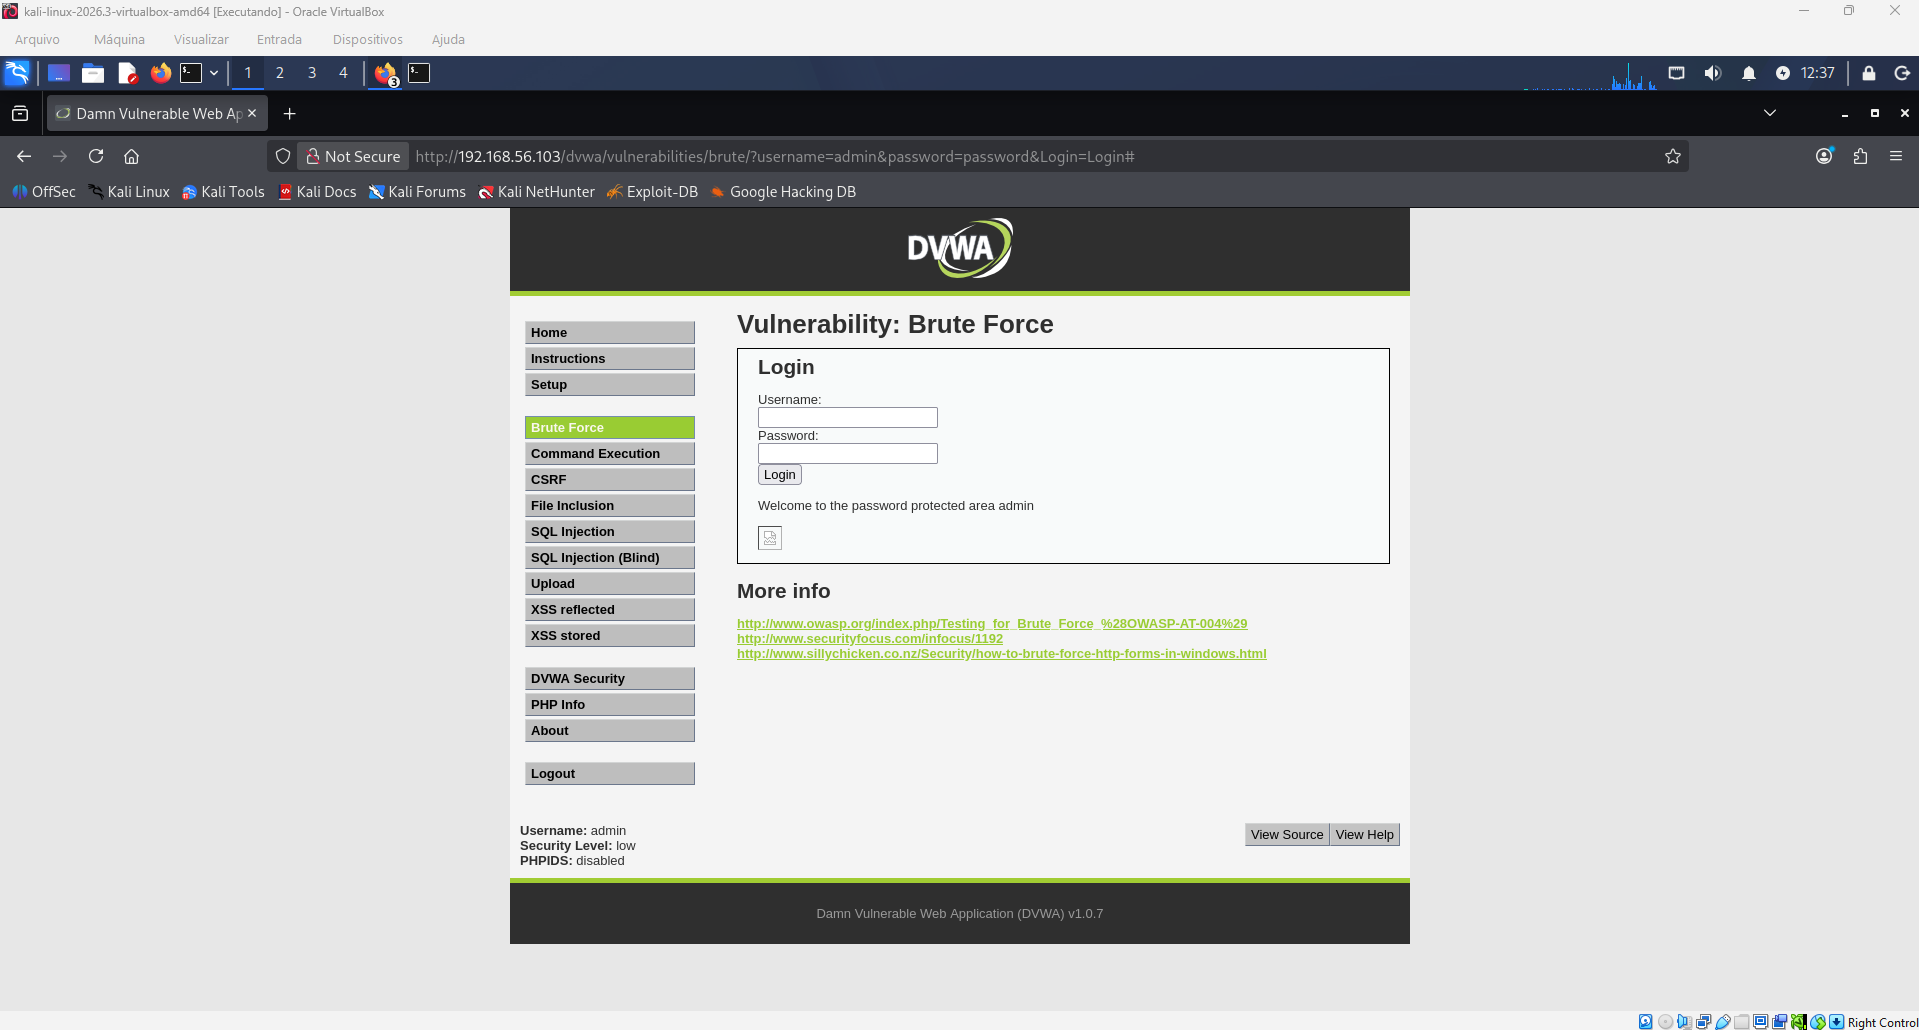 kali-linux-2026.3-virtualbox-amd64 [Executando] - Oracle VirtualBox
Arquivo Máquina Visualizar Entrada Dispositivos Ajuda
1 2 3 4 3 12:37
Damn Vulnerable Web Ap
Not Secure http://192.168.56.103/dvwa/vulnerabilities/brute/?username=admin&password=password&Login=Login#
OffSec Kali Linux Kali Tools Kali Docs Kali Forums Kali NetHunter Exploit-DB Google Hacking DB
DVWA
Home
Instructions
Setup
Brute Force
Command Execution
CSRF
File Inclusion
SQL Injection
SQL Injection (Blind)
Upload
XSS reflected
XSS stored
DVWA Security
PHP Info
About
Logout
Vulnerability: Brute Force
Login
Username:
Password:
Login
Welcome to the password protected area admin
More info
http://www.owasp.org/index.php/Testing_for_Brute_Force_%28OWASP-AT-004%29
http://www.securityfocus.com/infocus/1192
http://www.sillychicken.co.nz/Security/how-to-brute-force-http-forms-in-windows.html
Username: admin
Security Level: low
PHPIDS: disabled
View Source View Help
Damn Vulnerable Web Application (DVWA) v1.0.7
Right Control